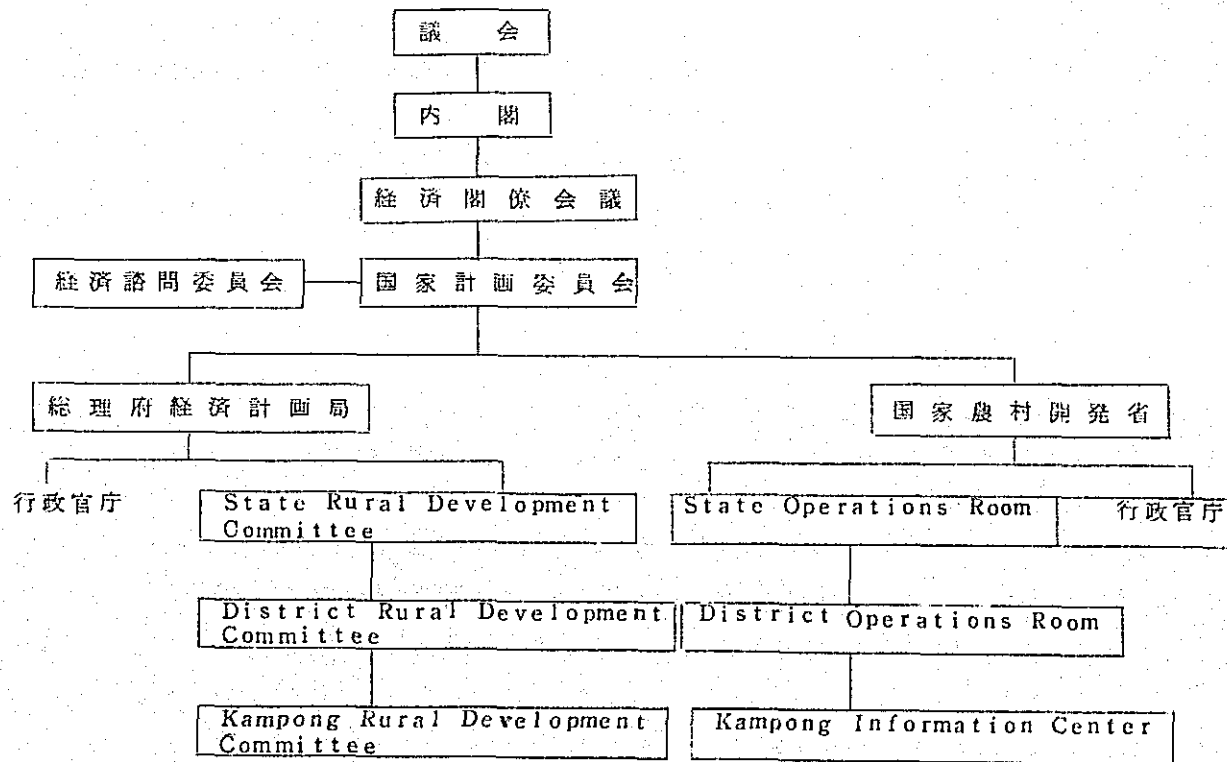 議会
内閣
経済閣僚会議
経済諮問委員会
国家計画委員会
総理府経済計画局
国家農村開発省
行政官庁
State Rural Development
Committee
State Operations Room
行政官庁
District Rural Development
Committee
District Operations Room
Kampong Rural Development
Committee
Kampong Information Center